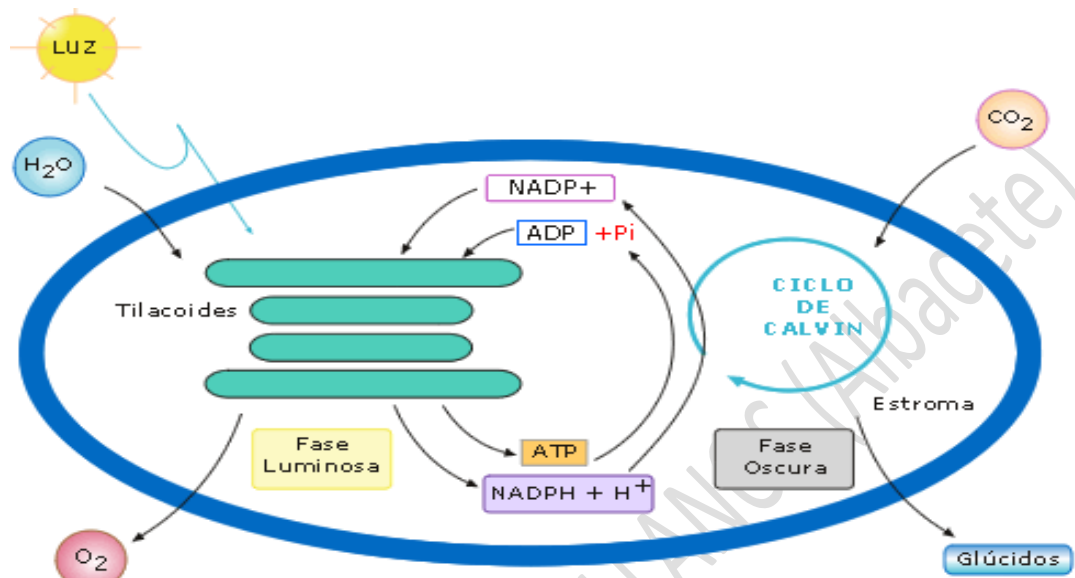 LUZ
H₂O
CO₂
NADP+
ADP +Pi
Tilacoides
CICLO
DE
CALVIN
Estroma
Fase
Luminosa
ATP
NADPH + H⁺
Fase
Oscura
O₂
Glúcidos
(Albacete)